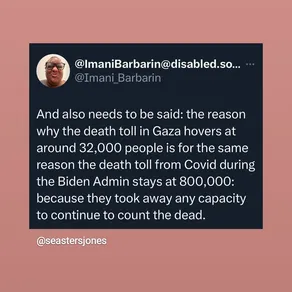 @ImaniBarbarin@disabled.so... ...
@Imani_Barbarin
And also needs to be said: the reason
why the death toll in Gaza hovers at
around 32,000 people is for the same
reason the death toll from Covid during
the Biden Admin stays at 800,000:
because they took away any capacity
to continue to count the dead.
@seastersjones